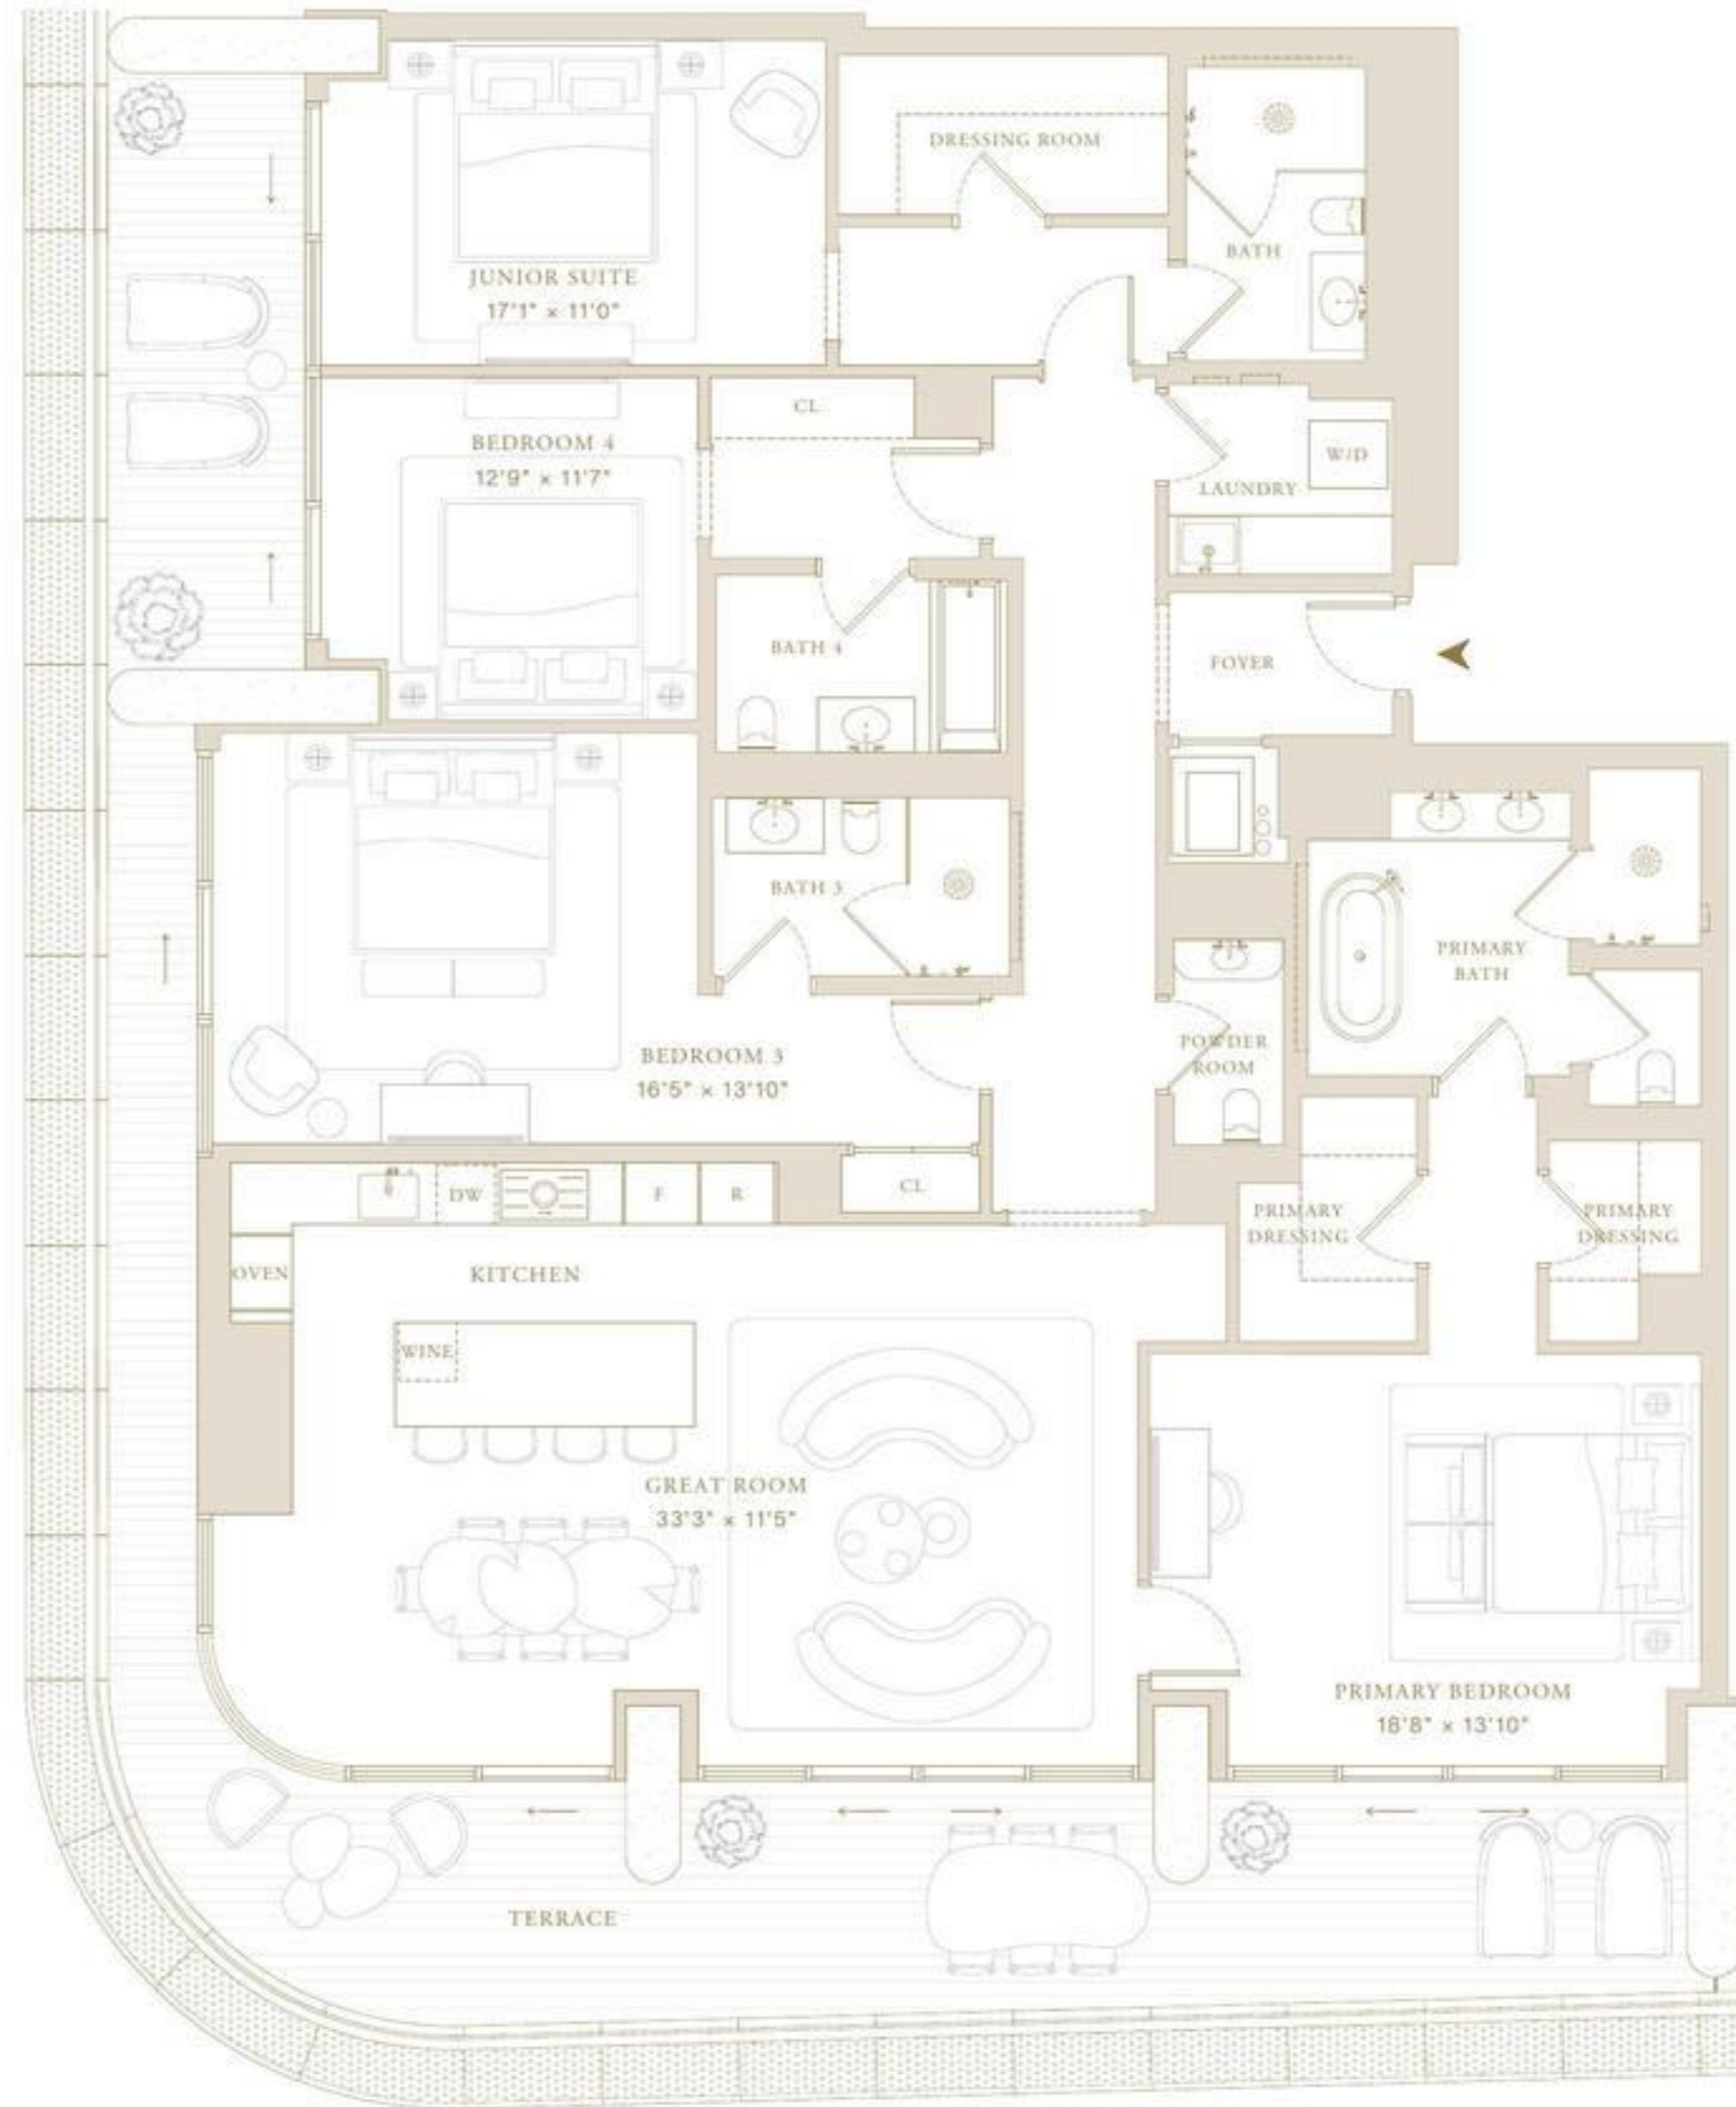 DRESSING ROOM
BATH
JUNIOR SUITE
17'1" × 11'0"
CL
BEDROOM 4
12'9" × 11'7"
W/D
LAUNDRY
BATH 4
FOYER
BATH 3
PRIMARY
BATH
POWDER
ROOM
BEDROOM 3
16'5" × 13'10"
DW
F
R
CL
PRIMARY
DRESSING
PRIMARY
DRESSING
OVEN
KITCHEN
WINE
GREAT ROOM
33'3" × 11'5"
PRIMARY BEDROOM
18'8" × 13'10"
TERRACE